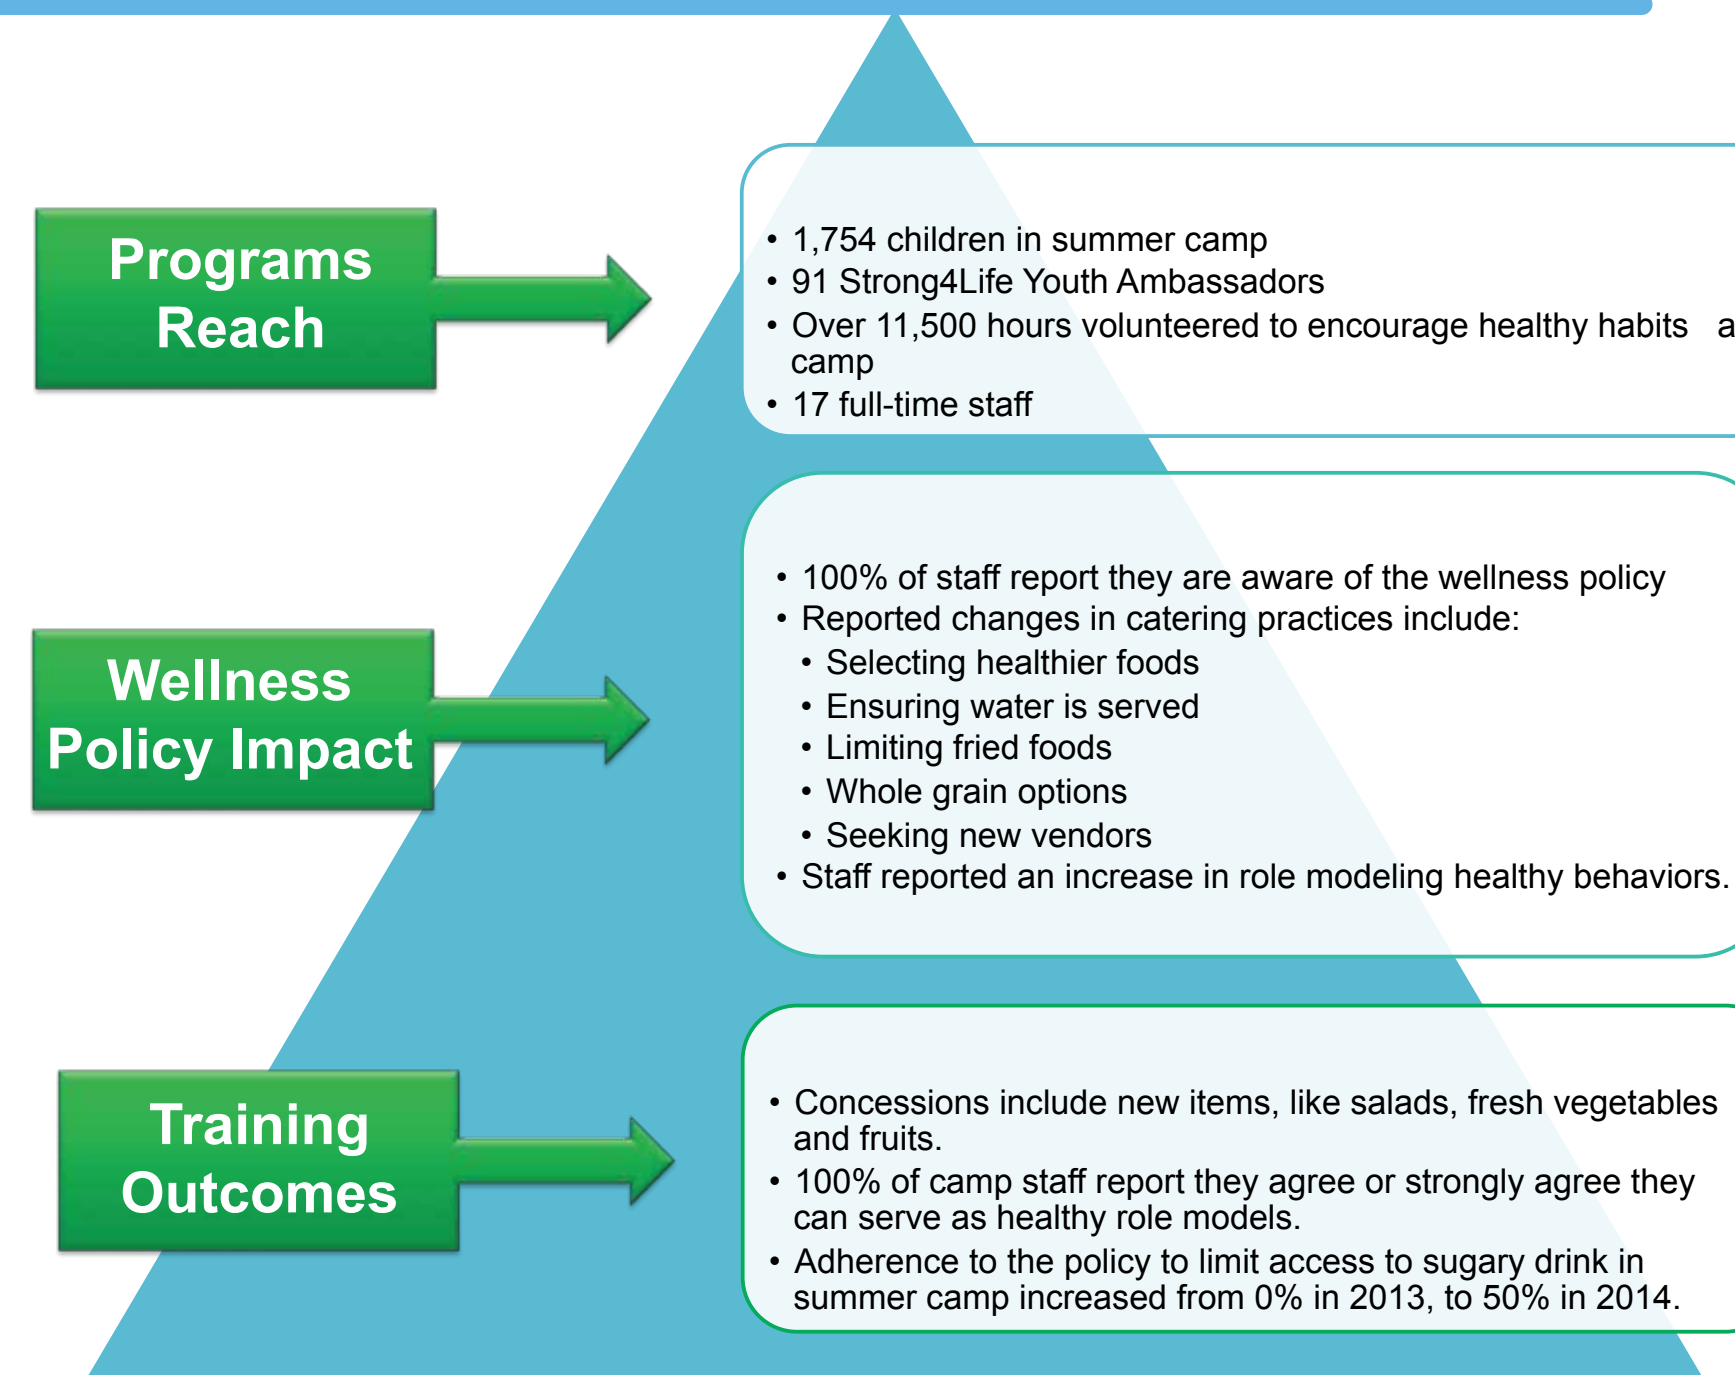 Programs
Reach
• 1,754 children in summer camp
• 91 Strong4Life Youth Ambassadors
• Over 11,500 hours volunteered to encourage healthy habits a
camp
• 17 full-time staff
Wellness
Policy Impact
• 100% of staff report they are aware of the wellness policy
• Reported changes in catering practices include:
• Selecting healthier foods
• Ensuring water is served
• Limiting fried foods
• Whole grain options
• Seeking new vendors
• Staff reported an increase in role modeling healthy behaviors.
Training
Outcomes
• Concessions include new items, like salads, fresh vegetables
and fruits.
• 100% of camp staff report they agree or strongly agree they
can serve as healthy role models.
• Adherence to the policy to limit access to sugary drink in
summer camp increased from 0% in 2013, to 50% in 2014.